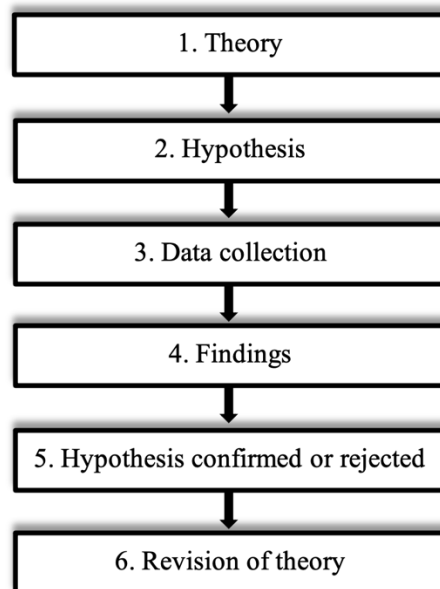 1. Theory
2. Hypothesis
3. Data collection
4. Findings
5. Hypothesis confirmed or rejected
6. Revision of theory